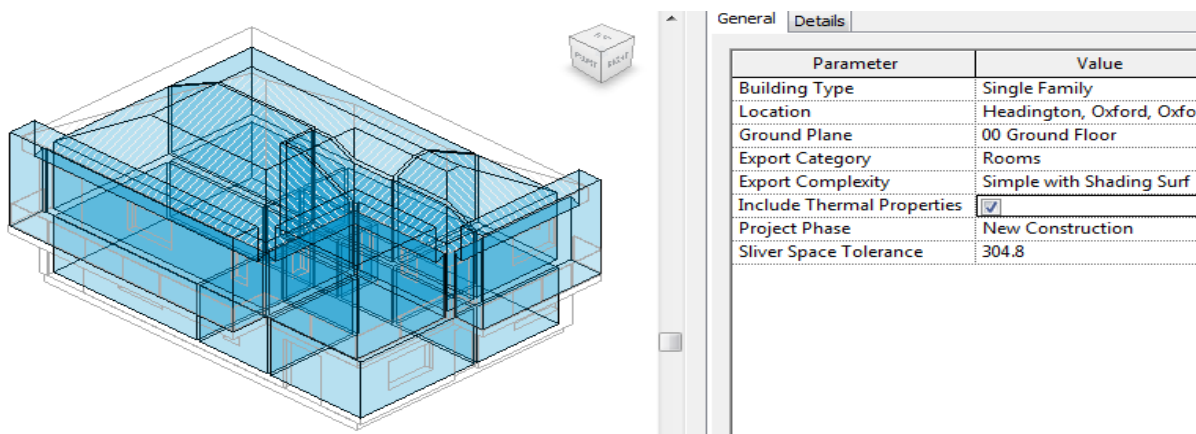 General Details
Parameter Value
Building Type Single Family
Location Headington, Oxford, Oxfo
Ground Plane 00 Ground Floor
Export Category Rooms
Export Complexity Simple with Shading Surf
Include Thermal Properties
Project Phase New Construction
Sliver Space Tolerance 304.8
FRONT RIGHT